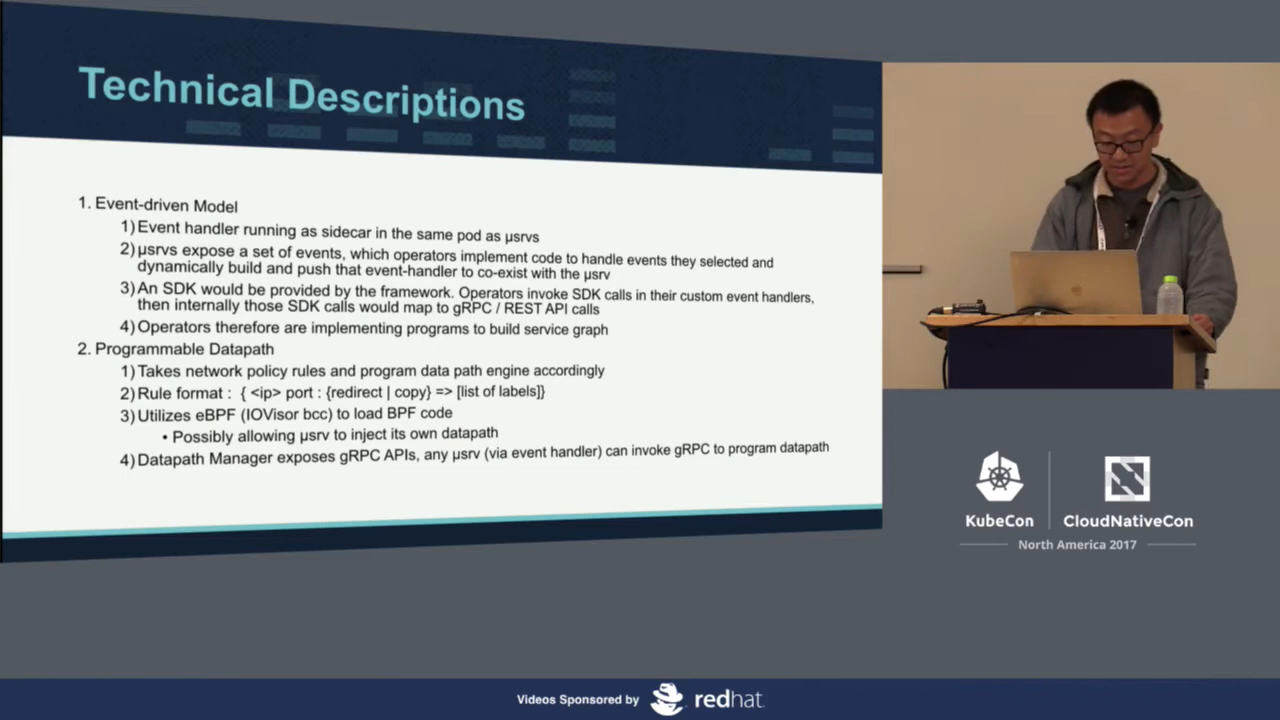 Technical Descriptions
1. Event-driven Model
1) Event handler running as sidecar in the same pod as µsrvs
2) µsrvs expose a set of events, which operators implement code to handle events they selected and
dynamically build and push that event-handler to co-exist with the µsrv
3) An SDK would be provided by the framework. Operators invoke SDK calls in their custom event handlers,
then internally those SDK calls would map to gRPC / REST API calls
4) Operators therefore are implementing programs to build service graph
2. Programmable Datapath
1) Takes network policy rules and program data path engine accordingly
2) Rule format : { <ip> port : {redirect | copy} => [list of labels]}
3) Utilizes eBPF (IOVisor bcc) to load BPF code
• Possibly allowing µsrv to inject its own datapath
4) Datapath Manager exposes gRPC APIs, any µsrv (via event handler) can invoke gRPC to program datapath
KubeCon
CloudNativeCon
North America 2017
Videos Sponsored by
redhat.